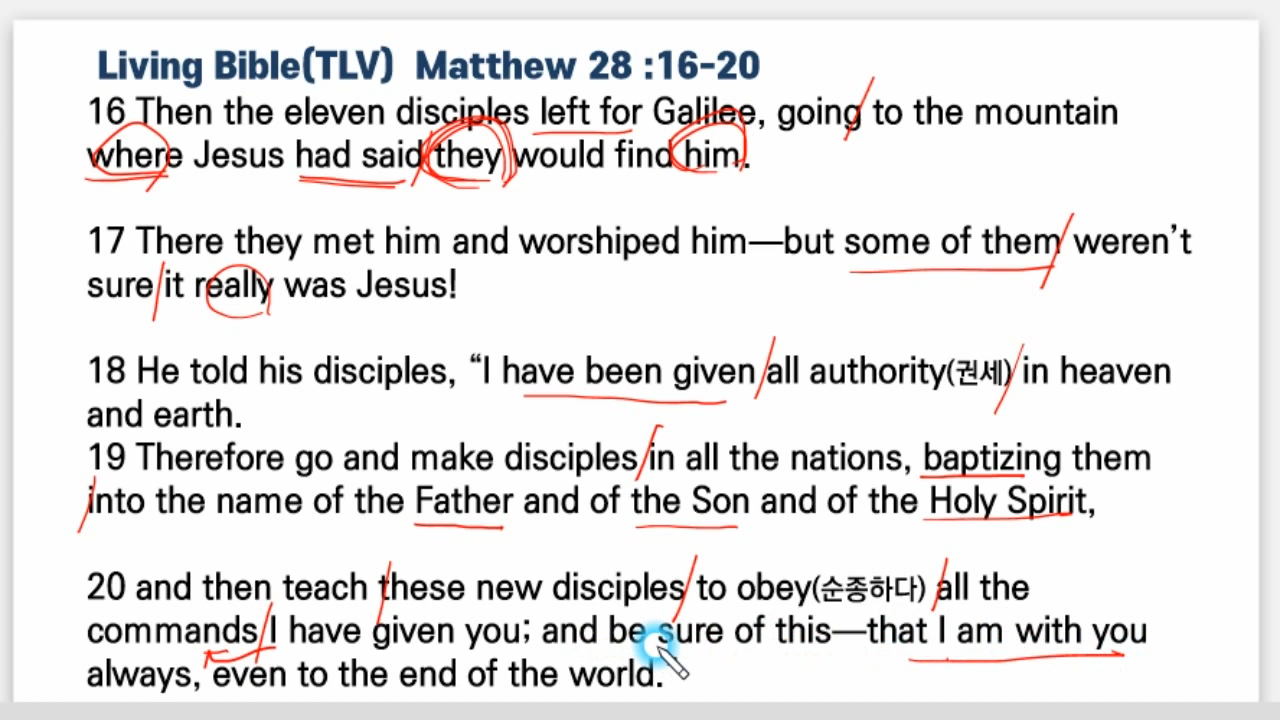 Living Bible(TLV) Matthew 28 :16-20
16 Then the eleven disciples left for Galilee, going to the mountain
where Jesus had said they would find him.
17 There they met him and worshiped him—but some of them weren’t
sure it really was Jesus!
18 He told his disciples, “I have been given all authority(권세) in heaven
and earth.
19 Therefore go and make disciples in all the nations, baptizing them
into the name of the Father and of the Son and of the Holy Spirit,
20 and then teach these new disciples to obey(순종하다) all the
commands I have given you; and be sure of this—that I am with you
always, even to the end of the world.